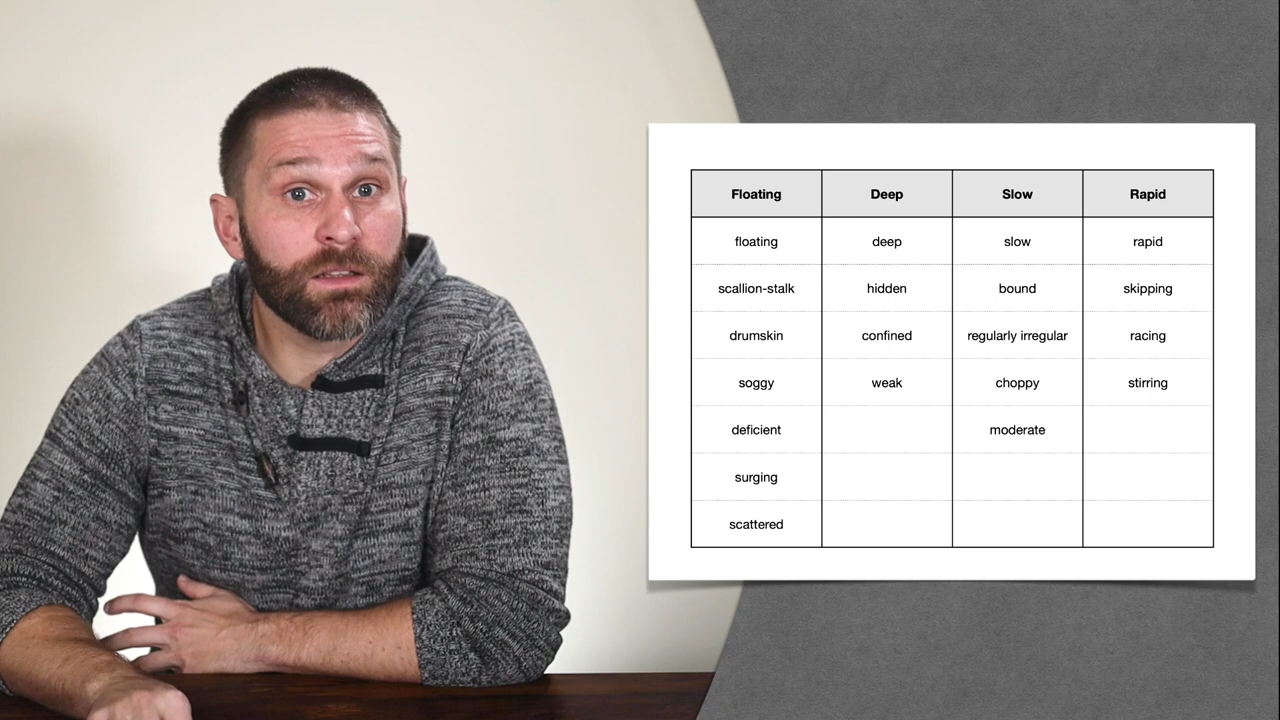 Floating Deep Slow Rapid
floating deep slow rapid
scallion-stalk hidden bound skipping
drumskin confined regularly irregular racing
soggy weak choppy stirring
deficient moderate
surging
scattered